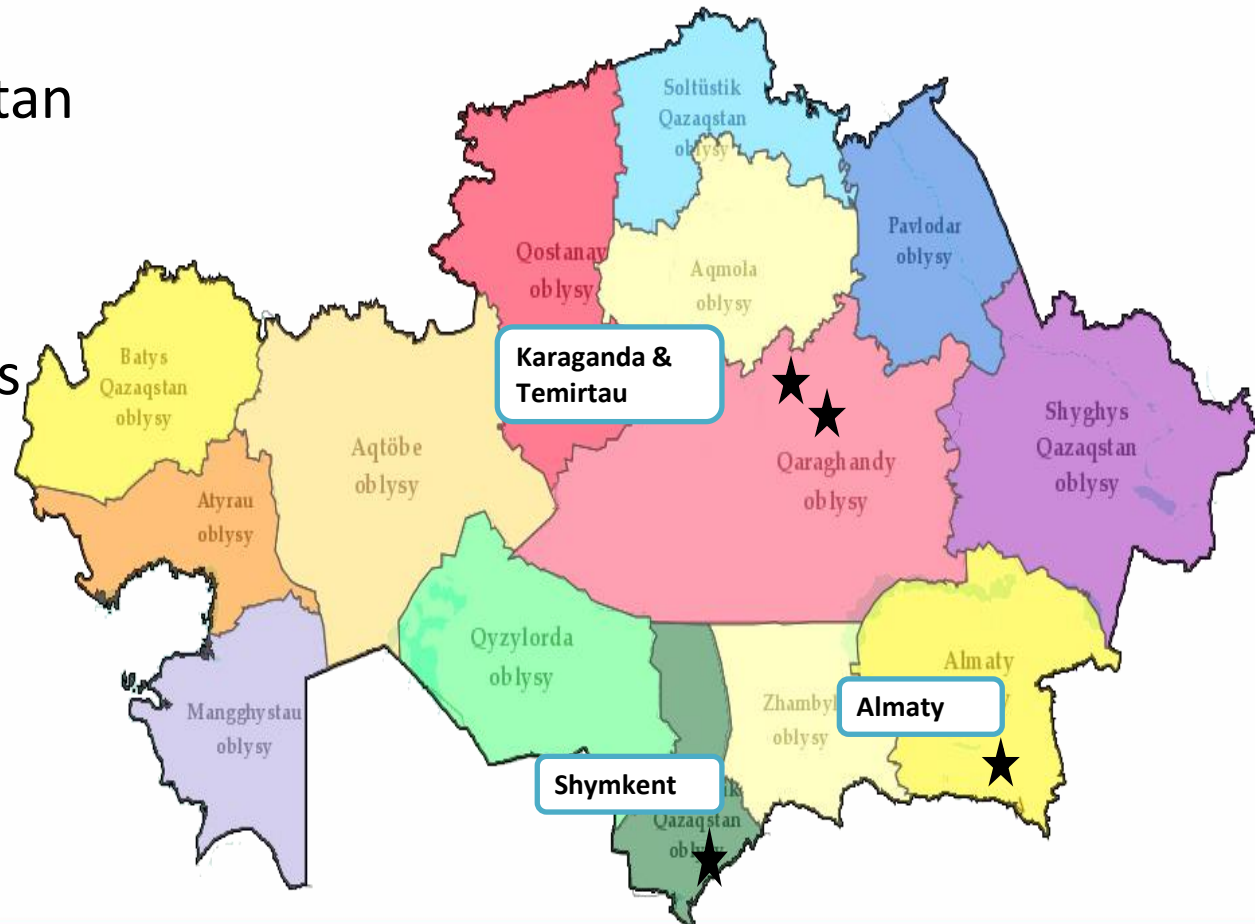 tan
s
Soltüstik
Qazaqstan
oblysy
Pavlodar
oblysy
Qostanay
oblysy
Aqmola
oblysy
Batys
Qazaqstan
oblysy
Karaganda &
Temirtau
Shyghys
Qazaqstan
oblysy
Aqtöbe
oblysy
Qaraghandy
oblysy
Atyrau
oblysy
Qyzylorda
oblysy
Almaty
Mangghystau
oblysy
Zhambyl
oblysy
Almaty
Shymkent
ik
Qazaqstan
oblysy